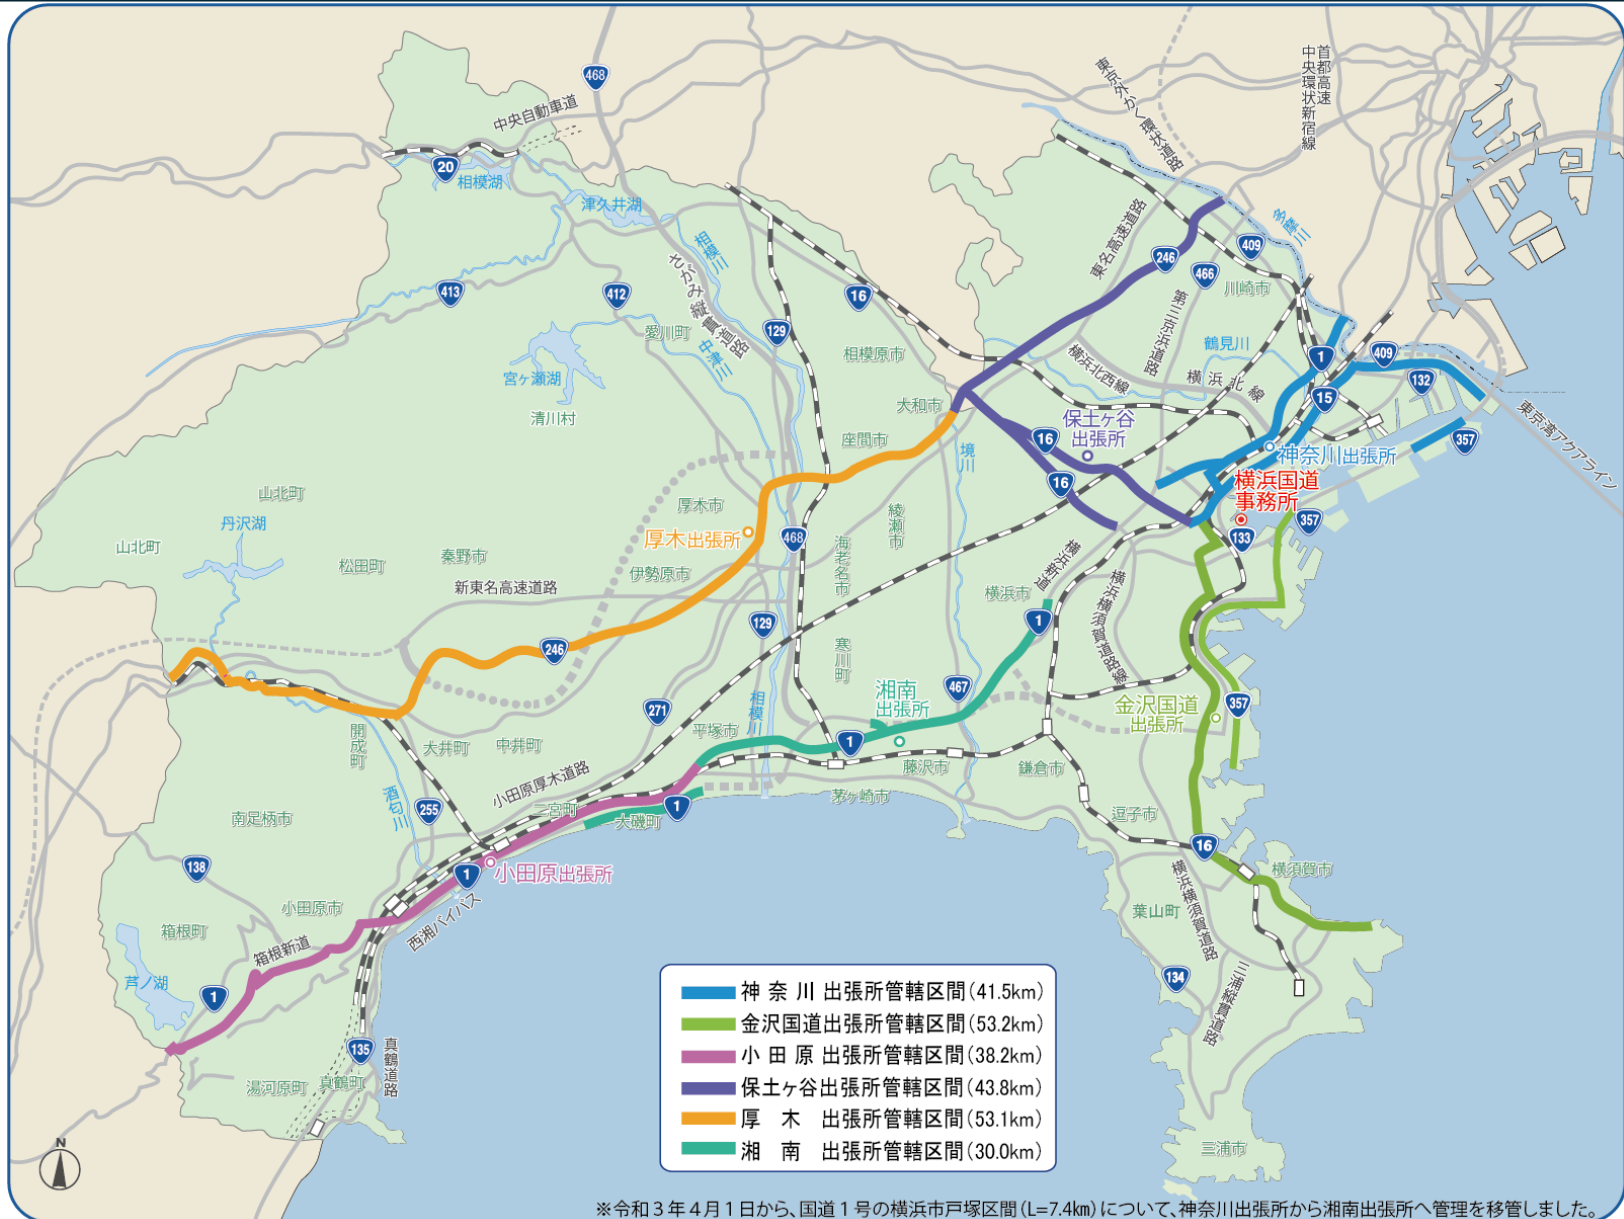 468
中央自動車道
20
相模湖
津久井湖
東京外かく環状道路
首都高速
中央環状新宿線
相模川
さがみ縦貫道路
多摩川
東名高速道路
409
246
466
川崎市
413
412
16
129
愛川町
中津川
相模原市
第三京浜道路
鶴見川
宮ヶ瀬湖
清川村
横浜北西線
横浜北線
1
409
15
132
大和市
座間市
保土ヶ谷
出張所
16
16
境川
神奈川出張所
357
東京湾アクアライン
横浜国道
事務所
山北町
丹沢湖
山北町
松田町
秦野市
厚木市
厚木出張所
468
綾瀬市
海老名市
357
133
新東名高速道路
伊勢原市
横浜新道
横浜市
横浜横須賀道路線
1
129
寒川町
246
湘南
出張所
467
金沢国道
出張所
357
271
相模川
平塚市
1
開成町
大井町
中井町
藤沢市
鎌倉市
小田原厚木道路
茅ヶ崎市
酒匂川
255
二宮町
大磯町
1
逗子市
南足柄市
16
138
1
小田原出張所
横須賀市
横浜横須賀道路
小田原市
西湘バイパス
葉山町
箱根町
箱根新道
芦ノ湖
1
134
三浦縦貫道路
135
真鶴道路
湯河原町
真鶴町
三浦市
N
神奈川出張所管轄区間(41.5km)
金沢国道出張所管轄区間(53.2km)
小田原出張所管轄区間(38.2km)
保土ヶ谷出張所管轄区間(43.8km)
厚木出張所管轄区間(53.1km)
湘南出張所管轄区間(30.0km)
※令和3年4月1日から、国道1号の横浜市戸塚区間(L=7.4km)について、神奈川出張所から湘南出張所へ管理を移管しました。